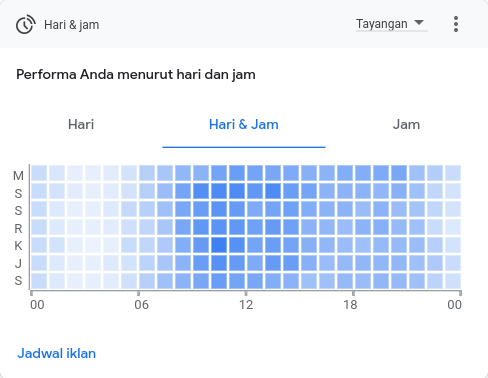 Hari & jam
Tayangan
Performa Anda menurut hari dan jam
Hari
Hari & Jam
Jam
M
S
S
R
K
J
S
00 06 12 18 00
Jadwal iklan